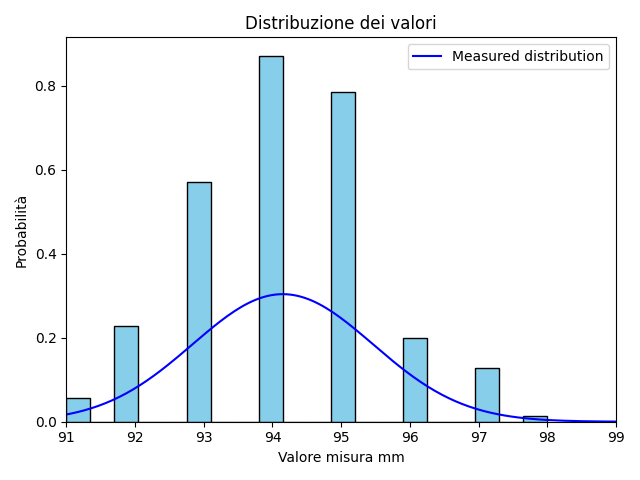 Distribuzione dei valori
Measured distribution
Probabilità
0.8
0.6
0.4
0.2
0.0
91 92 93 94 95 96 97 98 99
Valore misura mm